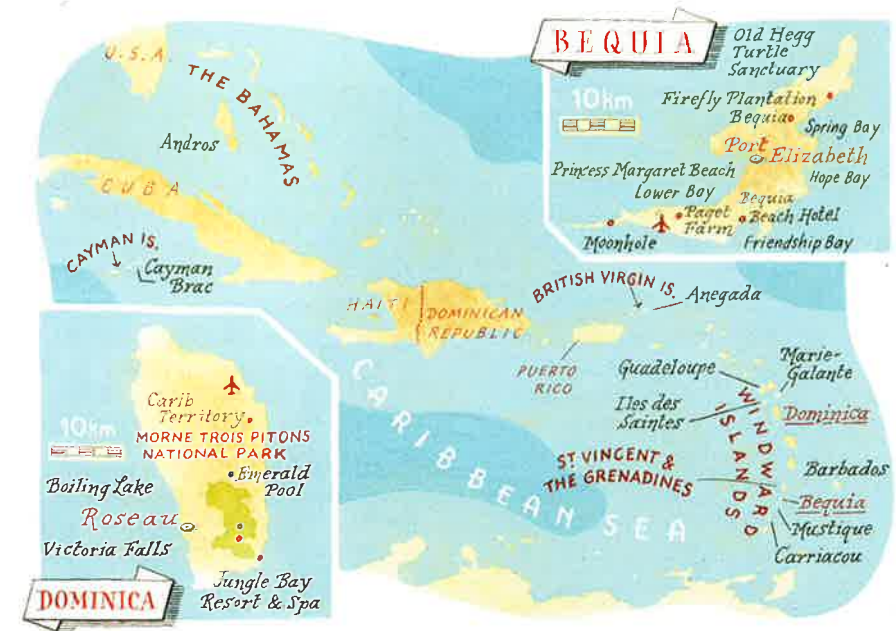 U.S.A.
THE BAHAMAS
Andros
CUBA
CAYMAN IS.
Cayman
Brac
HAITI
DOMINICAN
REPUBLIC
BRITISH VIRGIN IS.
Anegada
PUERTO
RICO
Guadeloupe
Marie-
Galante
Iles des
Saintes
Dominica
WINDWARD
ISLANDS
ST VINCENT &
THE GRENADINES
Barbados
Bequia
Mustique
Carriacou
CARIBBEAN SEA
BEQUIA
Old Hegg
Turtle
Sanctuary
10km
Firefly Plantation
Bequia
Spring Bay
Port
Elizabeth
Princess Margaret Beach
Hope Bay
Lower Bay
Bequia
Beach Hotel
Paget
Farm
Moonhole
Friendship Bay
Carib
Territory
10km
MORNE TROIS PITONS
NATIONAL PARK
Emerald
Pool
Boiling Lake
Roseau
Victoria Falls
Jungle Bay
Resort & Spa
DOMINICA